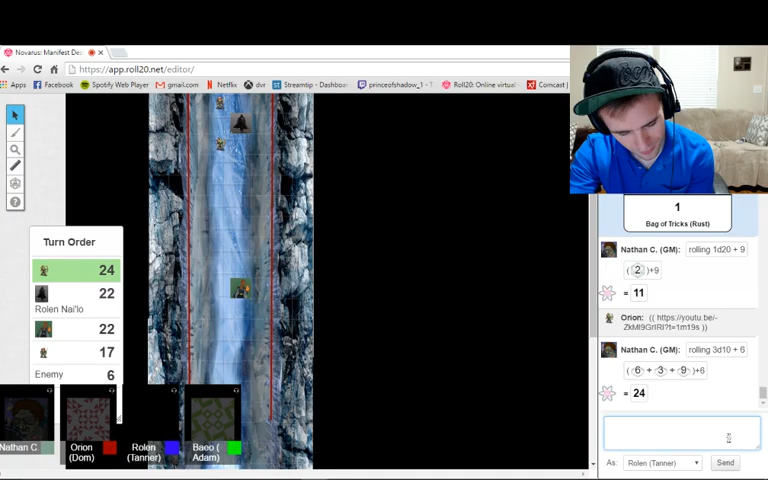 Novarus: Manifest De
https://app.roll20.net/editor/
Apps Facebook Spotify Web Player gmail.com Netflix dvr Streamtip - Dashboa princeofshadow_1 - T Roll20: Online virtual Comcast
1
Bag of Tricks (Rust)
Nathan C. (GM): rolling 1d20 + 9
(2)+9
= 11
Orion: (( https://youtu.be/-
?t=1m19s ))
Nathan C. (GM): rolling 3d10 + 6
(6+3+9)+6
= 24
Turn Order
24
22
Rolen Nai'lo
22
17
Enemy 6
Nathan C.
Orion
(Dom)
Rolen
(Tanner)
Baoo (
Adam)
As: Rolen (Tanner) Send